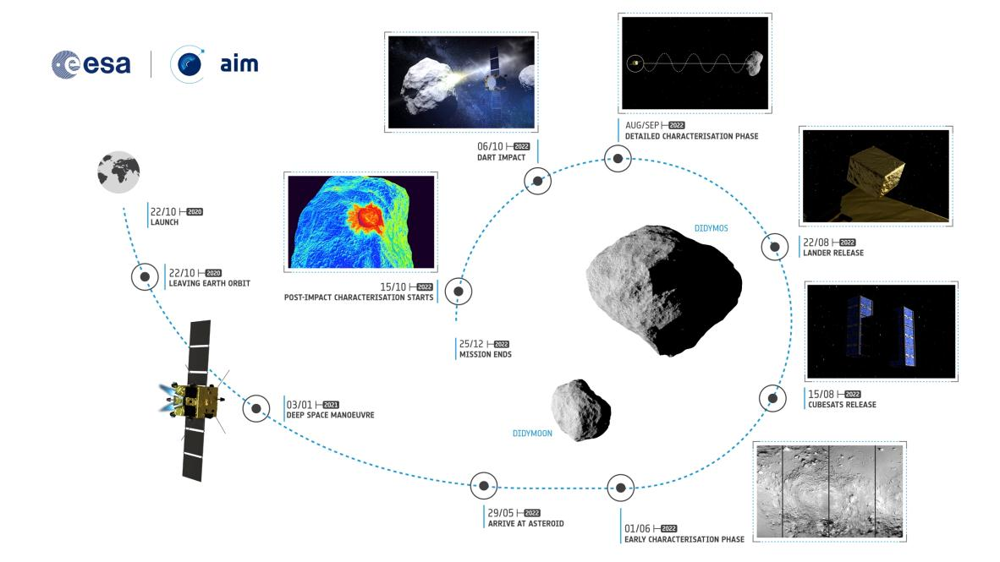 esa
aim
22/10 2020
LAUNCH
22/10 2020
LEAVING EARTH ORBIT
03/01 2021
DEEP SPACE MANOEUVRE
29/05 2022
ARRIVE AT ASTEROID
01/06 2022
EARLY CHARACTERISATION PHASE
15/08 2022
CUBESATS RELEASE
22/08 2022
LANDER RELEASE
AUG/SEP 2022
DETAILED CHARACTERISATION PHASE
06/10 2022
DART IMPACT
15/10 2022
POST-IMPACT CHARACTERISATION STARTS
25/12 2022
MISSION ENDS
DIDYMOS
DIDYMOON